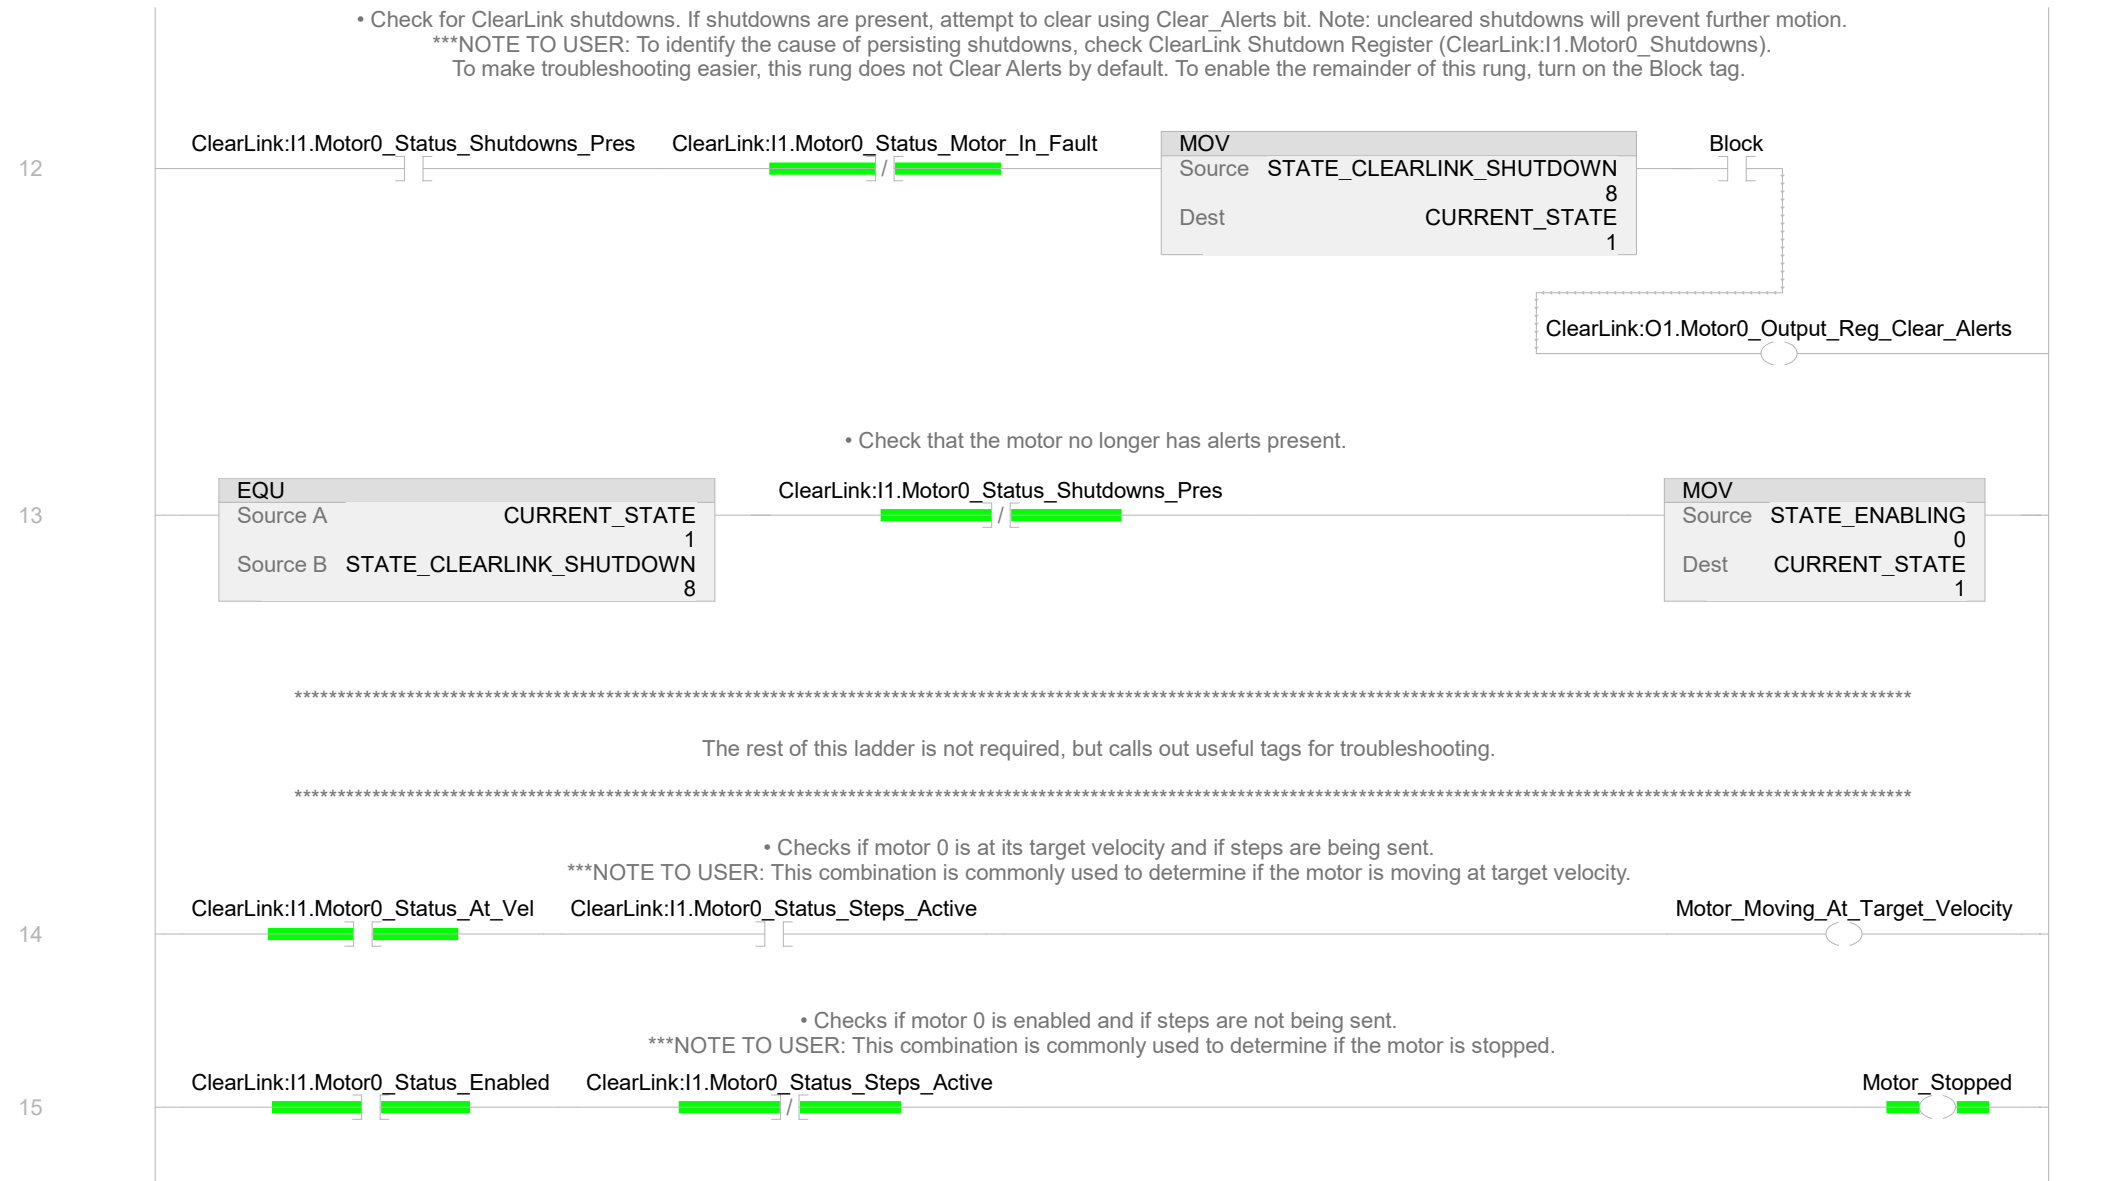 • Check for ClearLink shutdowns. If shutdowns are present, attempt to clear using Clear_Alerts bit. Note: uncleared shutdowns will prevent further motion.
***NOTE TO USER: To identify the cause of persisting shutdowns, check ClearLink Shutdown Register (ClearLink:I1.Motor0_Shutdowns).
To make troubleshooting easier, this rung does not Clear Alerts by default. To enable the remainder of this rung, turn on the Block tag.
ClearLink:I1.Motor0_Status_Shutdowns_Pres ClearLink:I1.Motor0_Status_Motor_In_Fault MOV Block
12 / Source STATE_CLEARLINK_SHUTDOWN
8
Dest CURRENT_STATE
1
ClearLink:O1.Motor0_Output_Reg_Clear_Alerts
• Check that the motor no longer has alerts present.
EQU ClearLink:I1.Motor0_Status_Shutdowns_Pres MOV
13 Source A CURRENT_STATE / Source STATE_ENABLING
1 0
Source B STATE_CLEARLINK_SHUTDOWN Dest CURRENT_STATE
8 1
The rest of this ladder is not required, but calls out useful tags for troubleshooting.
• Checks if motor 0 is at its target velocity and if steps are being sent.
***NOTE TO USER: This combination is commonly used to determine if the motor is moving at target velocity.
ClearLink:I1.Motor0_Status_At_Vel ClearLink:I1.Motor0_Status_Steps_Active Motor_Moving_At_Target_Velocity
14
• Checks if motor 0 is enabled and if steps are not being sent.
***NOTE TO USER: This combination is commonly used to determine if the motor is stopped.
ClearLink:I1.Motor0_Status_Enabled ClearLink:I1.Motor0_Status_Steps_Active Motor_Stopped
15 /